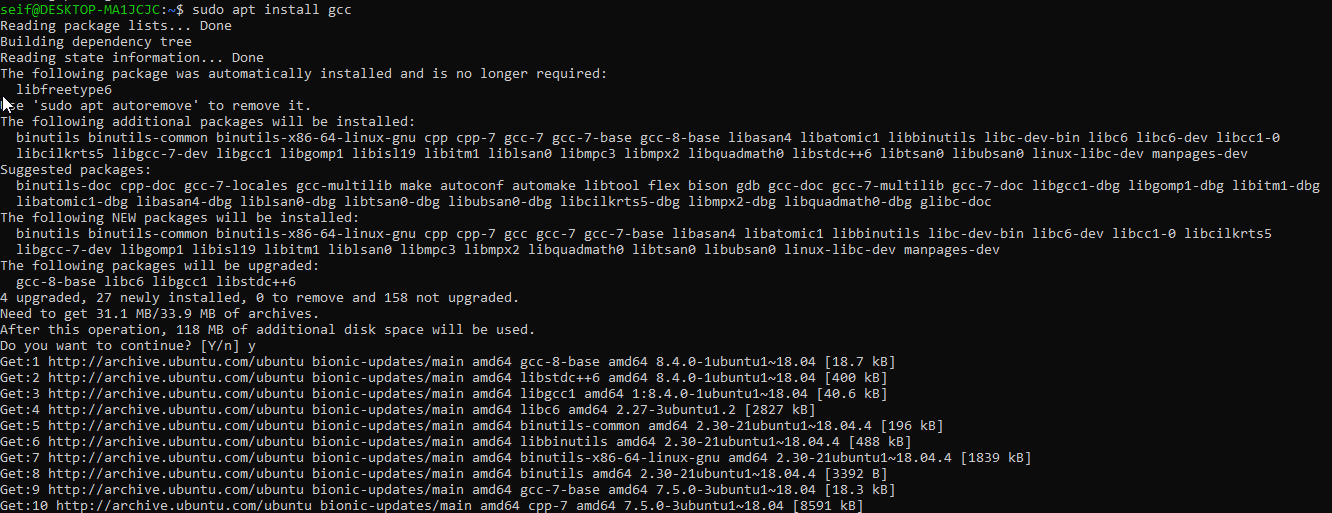 seif@DESKTOP-MA1JCJC:~$ sudo apt install gcc
Reading package lists... Done
Building dependency tree
Reading state information... Done
The following package was automatically installed and is no longer required:
  libfreetype6
Use 'sudo apt autoremove' to remove it.
The following additional packages will be installed:
  binutils binutils-common binutils-x86-64-linux-gnu cpp cpp-7 gcc-7 gcc-7-base gcc-8-base libasan4 libatomic1 libbinutils libc-dev-bin libc6 libc6-dev libcc1-0
  libcilkrts5 libgcc-7-dev libgcc1 libgomp1 libisl19 libitm1 liblsan0 libmpc3 libmpx2 libquadmath0 libstdc++6 libtsan0 libubsan0 linux-libc-dev manpages-dev
Suggested packages:
  binutils-doc cpp-doc gcc-7-locales gcc-multilib make autoconf automake libtool flex bison gdb gcc-doc gcc-7-multilib gcc-7-doc libgcc1-dbg libgomp1-dbg libitm1-dbg
  libatomic1-dbg libasan4-dbg liblsan0-dbg libtsan0-dbg libubsan0-dbg libcilkrts5-dbg libmpx2-dbg libquadmath0-dbg glibc-doc
The following NEW packages will be installed:
  binutils binutils-common binutils-x86-64-linux-gnu cpp cpp-7 gcc gcc-7 gcc-7-base libasan4 libatomic1 libbinutils libc-dev-bin libc6-dev libcc1-0 libcilkrts5
  libgcc-7-dev libgomp1 libisl19 libitm1 liblsan0 libmpc3 libmpx2 libquadmath0 libtsan0 libubsan0 linux-libc-dev manpages-dev
The following packages will be upgraded:
  gcc-8-base libc6 libgcc1 libstdc++6
4 upgraded, 27 newly installed, 0 to remove and 158 not upgraded.
Need to get 31.1 MB/33.9 MB of archives.
After this operation, 118 MB of additional disk space will be used.
Do you want to continue? [Y/n] y
Get:1 http://archive.ubuntu.com/ubuntu bionic-updates/main amd64 gcc-8-base amd64 8.4.0-1ubuntu1~18.04 [18.7 kB]
Get:2 http://archive.ubuntu.com/ubuntu bionic-updates/main amd64 libstdc++6 amd64 8.4.0-1ubuntu1~18.04 [400 kB]
Get:3 http://archive.ubuntu.com/ubuntu bionic-updates/main amd64 libgcc1 amd64 1:8.4.0-1ubuntu1~18.04 [40.6 kB]
Get:4 http://archive.ubuntu.com/ubuntu bionic-updates/main amd64 libc6 amd64 2.27-3ubuntu1.2 [2827 kB]
Get:5 http://archive.ubuntu.com/ubuntu bionic-updates/main amd64 binutils-common amd64 2.30-21ubuntu1~18.04.4 [196 kB]
Get:6 http://archive.ubuntu.com/ubuntu bionic-updates/main amd64 libbinutils amd64 2.30-21ubuntu1~18.04.4 [488 kB]
Get:7 http://archive.ubuntu.com/ubuntu bionic-updates/main amd64 binutils-x86-64-linux-gnu amd64 2.30-21ubuntu1~18.04.4 [1839 kB]
Get:8 http://archive.ubuntu.com/ubuntu bionic-updates/main amd64 binutils amd64 2.30-21ubuntu1~18.04.4 [3392 B]
Get:9 http://archive.ubuntu.com/ubuntu bionic-updates/main amd64 gcc-7-base amd64 7.5.0-3ubuntu1~18.04 [18.3 kB]
Get:10 http://archive.ubuntu.com/ubuntu bionic-updates/main amd64 cpp-7 amd64 7.5.0-3ubuntu1~18.04 [8591 kB]